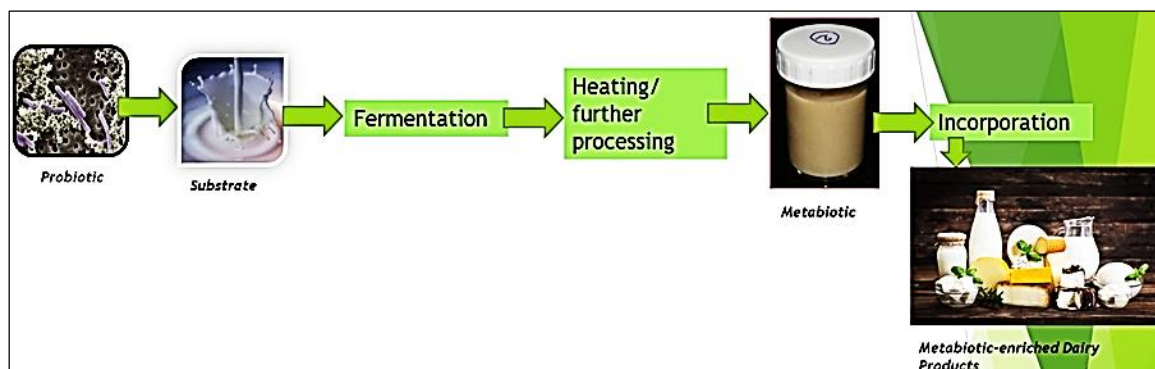 Probiotic
Substrate
Fermentation
Heating/
further
processing
Metabiotic
Incorporation
Metabiotic-enriched Dairy
Products